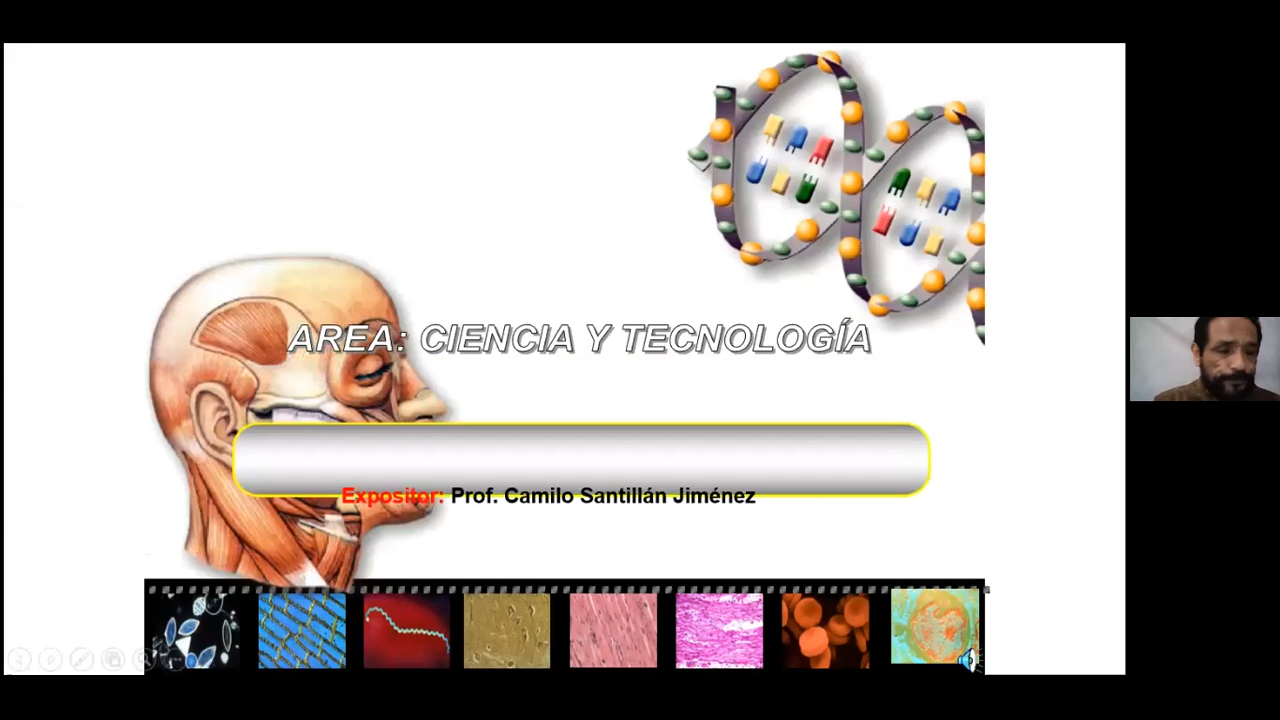 AREA: CIENCIA Y TECNOLOGÍA
Expositor: Prof. Camilo Santillán Jiménez